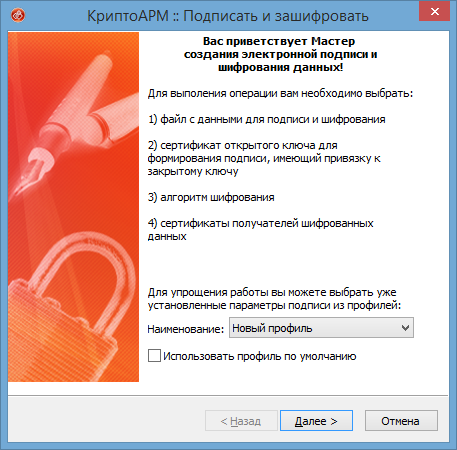 КриптоАРМ :: Подписать и зашифровать
Вас приветствует Мастер
создания электронной подписи и
шифрования данных!
Для выполения операции вам необходимо выбрать:
1) файл с данными для подписи и шифрования
2) сертификат открытого ключа для
формирования подписи, имеющий привязку к
закрытому ключу
3) алгоритм шифрования
4) сертификаты получателей шифрованных
данных
Для упрощения работы вы можете выбрать уже
установленные параметры подписи из профилей:
Наименование: Новый профиль
Использовать профиль по умолчанию
< Назад Далее > Отмена